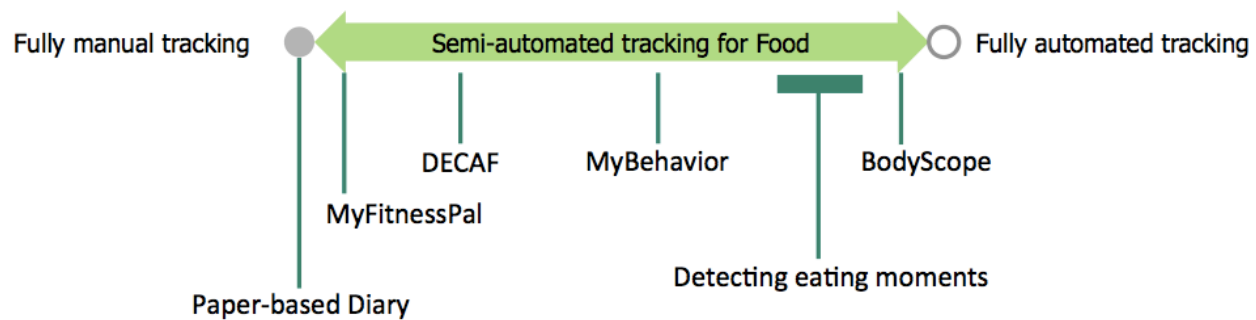 Fully manual tracking
Semi-automated tracking for Food
Fully automated tracking
DECAF
MyBehavior
BodyScope
MyFitnessPal
Detecting eating moments
Paper-based Diary